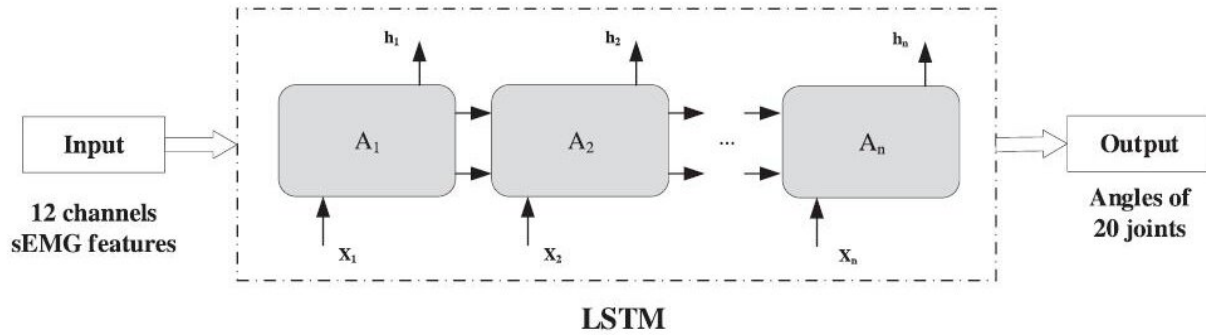 h₁
h₂
hₙ
Input
A₁
A₂
...
Aₙ
Output
12 channels
sEMG features
Angles of
20 joints
X₁
X₂
Xₙ
LSTM